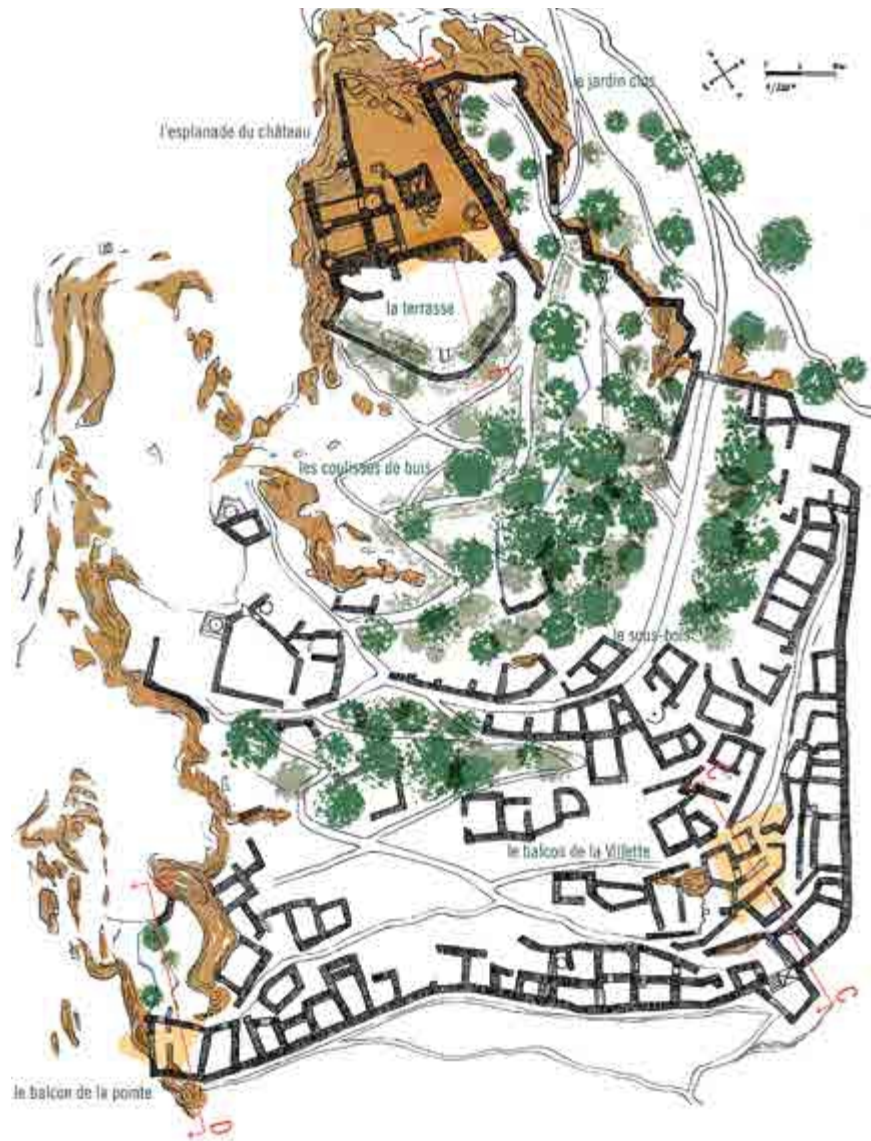 le jardin clos
l'esplanade du château
la terrasse
les coulisses de buis
le sous-bois
le balcon de la Villette
C
le balcon de la pointe
D